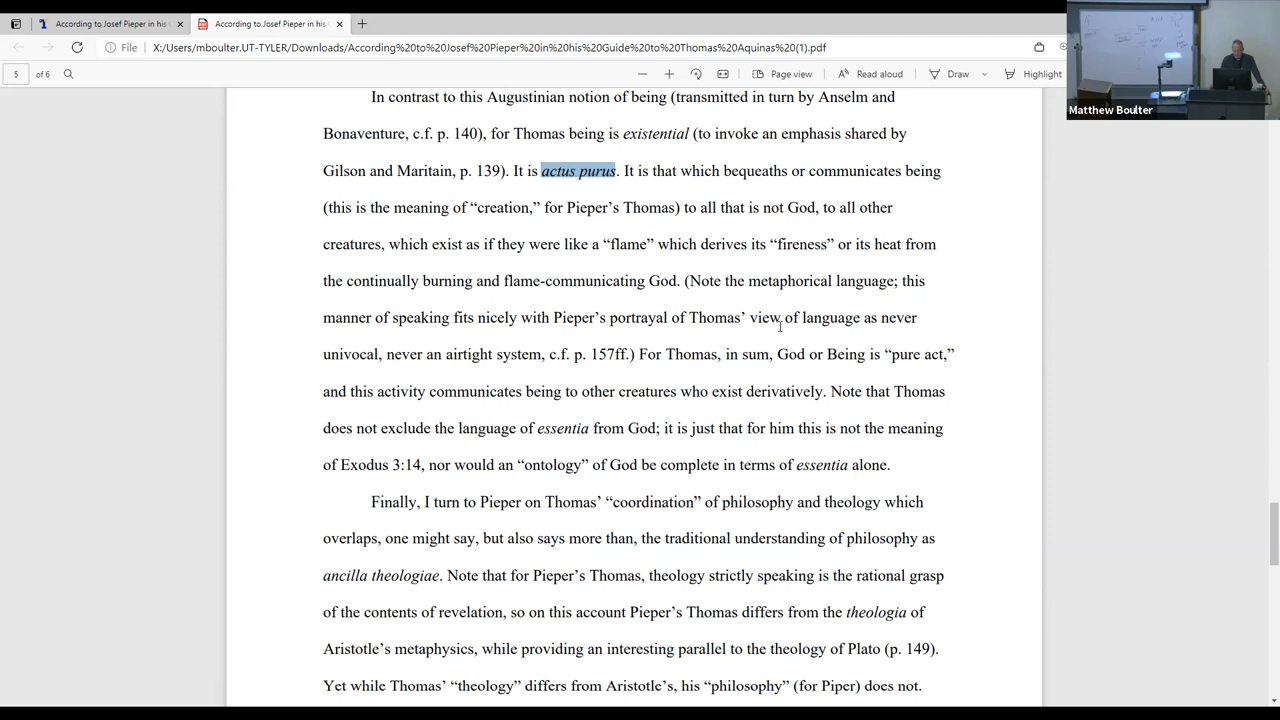 According to Josef Pieper in his
According to Josef Pieper in his
File X:/Users/mboulter.UT-TYLER/Downloads/According%20to%20Josef%20Pieper%20in%20his%20Guide%20to%20Thomas%20Aquinas%20(1).pdf
5 of 6 Page view Read aloud Draw Highlight
Matthew Boulter
In contrast to this Augustinian notion of being (transmitted in turn by Anselm and
Bonaventure, c.f. p. 140), for Thomas being is existential (to invoke an emphasis shared by
Gilson and Maritain, p. 139). It is actus purus. It is that which bequeaths or communicates being
(this is the meaning of “creation,” for Pieper’s Thomas) to all that is not God, to all other
creatures, which exist as if they were like a “flame” which derives its “fireness” or its heat from
the continually burning and flame-communicating God. (Note the metaphorical language; this
manner of speaking fits nicely with Pieper’s portrayal of Thomas’ view of language as never
univocal, never an airtight system, c.f. p. 157ff.) For Thomas, in sum, God or Being is “pure act,”
and this activity communicates being to other creatures who exist derivatively. Note that Thomas
does not exclude the language of essentia from God; it is just that for him this is not the meaning
of Exodus 3:14, nor would an “ontology” of God be complete in terms of essentia alone.
Finally, I turn to Pieper on Thomas’ “coordination” of philosophy and theology which
overlaps, one might say, but also says more than, the traditional understanding of philosophy as
ancilla theologiae. Note that for Pieper’s Thomas, theology strictly speaking is the rational grasp
of the contents of revelation, so on this account Pieper’s Thomas differs from the theologia of
Aristotle’s metaphysics, while providing an interesting parallel to the theology of Plato (p. 149).
Yet while Thomas’ “theology” differs from Aristotle’s, his “philosophy” (for Piper) does not.